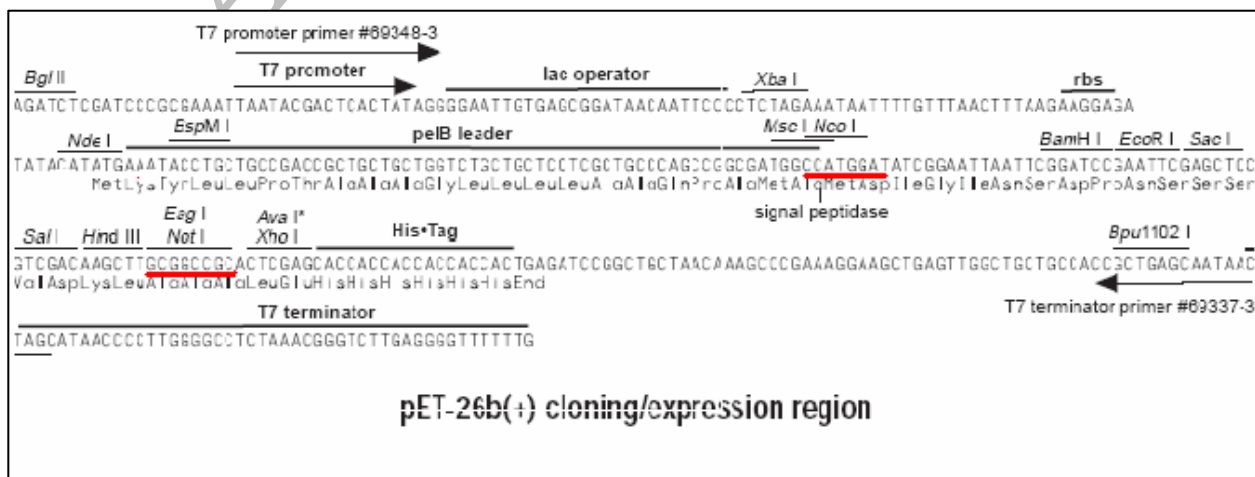 T7 promoter primer #69348-3
Bgl II T7 promoter lac operator Xba I rbs
AGATCTCGATCCCGCGAAATTAATACGACTCACTATAGGGGAATTGTGAGCGGATAACAATTCCCCTCTAGAAATAATTTTGTTTAACTTTAAGAAGGAGA
Nde I EspM I pelB leader Msc I Nco I BamH I EcoR I Sac I
TATACATATGAAATACCTGCTGCCGACCGCTGCTGCTGGTCTGCTGCTCCTCGCTGCCCAGCCGGCGATGGCCATGGATATCGGAATTAATTCGGATCCGAATTCGAGCTCC
MetLysTyrLeuLeuProThrAlaAlaAlaGlyLeuLeuLeuLeuAlaAlaGlnProAlaMetAlaMetAspIleGlyIleAsnSerAspProAsnSerSerSer
signal peptidase
Eag I Ava I*
Sal I Hind III Not I Xho I His•Tag Bpu1102 I
GTCGACAAGCTTGCGGCCGCACTCGAGCACCACCACCACCACCACTGAGATCCGGCTGCTAACAAAGCCCGAAAGGAAGCTGAGTTGGCTGCTGCCACCGCTGAGCAATAAC
ValAspLysLeuAlaAlaAlaLeuGluHisHisHisHisHisHisEnd
T7 terminator T7 terminator primer #69337-3
TAGCATAACCCCTTGGGGCCTCTAAACGGGTCTTGAGGGGTTTTTTG
pET-26b(+) cloning/expression region